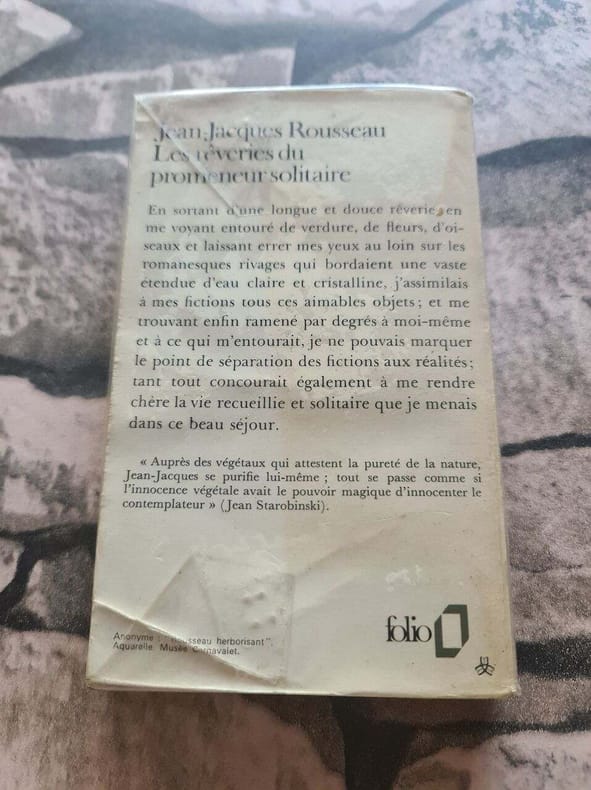 Jean-Jacques Rousseau
Les rêveries du
promeneur solitaire
En sortant d'une longue et douce rêverie, en
me voyant entouré de verdure, de fleurs, d'oi-
seaux et laissant errer mes yeux au loin sur les
romanesques rivages qui bordaient une vaste
étendue d'eau claire et cristalline, j'assimilais
à mes fictions tous ces aimables objets; et me
trouvant enfin ramené par degrés à moi-même
et à ce qui m'entourait, je ne pouvais marquer
le point de séparation des fictions aux réalités;
tant tout concourait également à me rendre
chère la vie recueillie et solitaire que je menais
dans ce beau séjour.
« Auprès des végétaux qui attestent la pureté de la nature,
Jean-Jacques se purifie lui-même ; tout se passe comme si
l'innocence végétale avait le pouvoir magique d'innocenter le
contemplateur » (Jean Starobinski).
Anonyme : "Rousseau herborisant".
Aquarelle. Musée Carnavalet.
folio